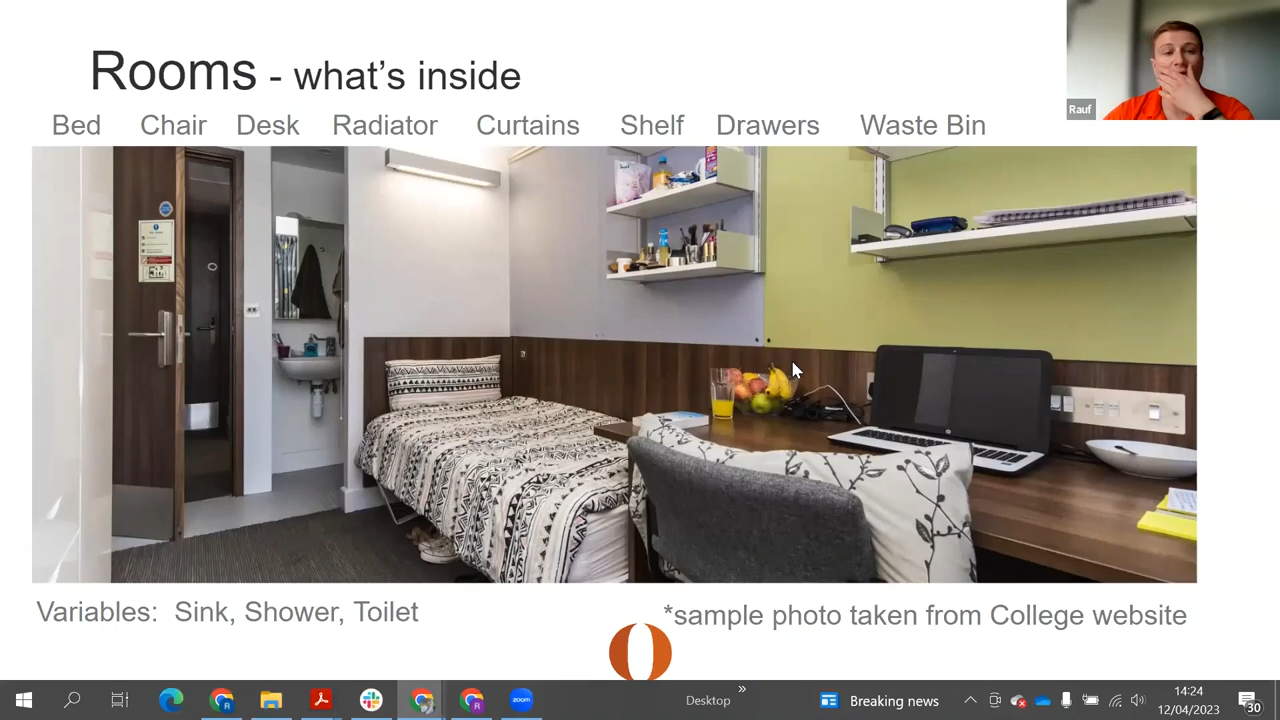 Rooms - what's inside
Rauf
Bed Chair Desk Radiator Curtains Shelf Drawers Waste Bin
Variables: Sink, Shower, Toilet
*sample photo taken from College website
zoom
Desktop
Breaking news
14:24
12/04/2023
30